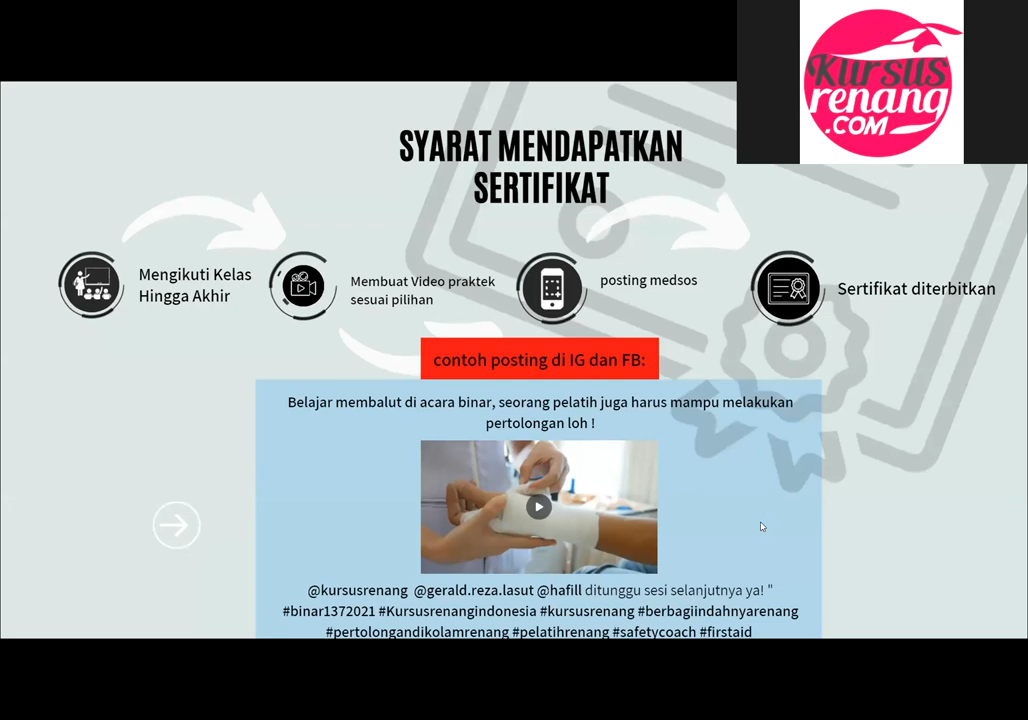 Kursus
renang
.COM
SYARAT MENDAPATKAN
SERTIFIKAT
Mengikuti Kelas
Hingga Akhir
Membuat Video praktek
sesuai pilihan
posting medsos
Sertifikat diterbitkan
contoh posting di IG dan FB:
Belajar membalut di acara binar, seorang pelatih juga harus mampu melakukan
pertolongan loh !
@kursusrenang @gerald.reza.lasut @hafill ditunggu sesi selanjutnya ya! "
#binar1372021 #Kursusrenangindonesia #kursusrenang #berbagiindahnyarenang
#pertolongandikolamrenang #pelatihrenang #safetycoach #firstaid